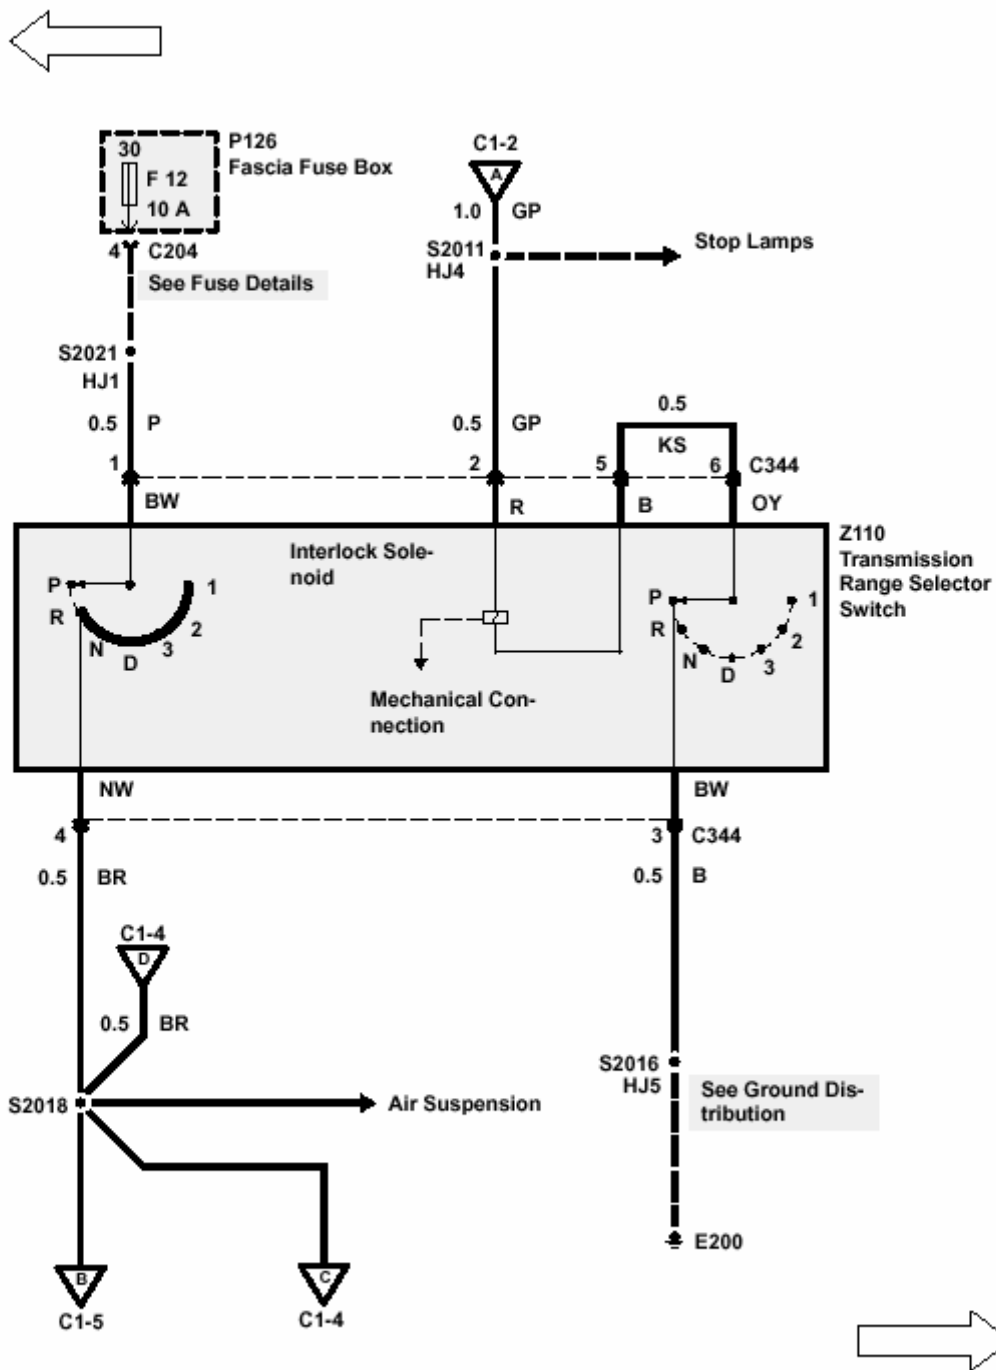 P126
Fascia Fuse Box
30
F 12
10 A
4 C204
See Fuse Details
S2021
HJ1
0.5 P
1
BW
C1-2
A
1.0 GP
S2011
HJ4
Stop Lamps
0.5 GP
2
R
0.5
KS
5
6 C344
B
OY
Z110
Transmission
Range Selector
Switch
Interlock Sole-
noid
P
R
N
D
3
2
1
Mechanical Con-
nection
P
R
N
D
3
2
1
NW
BW
4
3 C344
0.5 BR
0.5 B
C1-4
D
0.5 BR
S2018
Air Suspension
S2016
HJ5
See Ground Dis-
tribution
E200
B
C1-5
C
C1-4